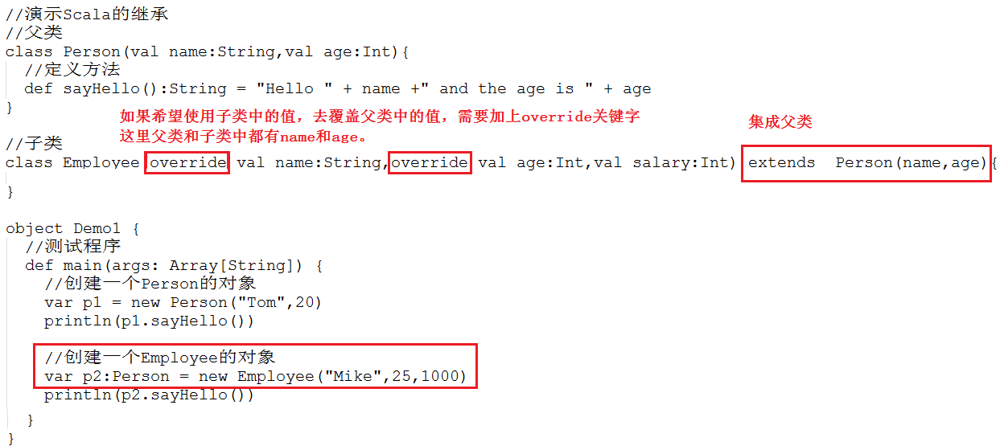 //演示Scala的继承
//父类
class Person(val name:String,val age:Int){
//定义方法
def sayHello():String = "Hello " + name +" and the age is " + age
}
如果希望使用子类中的值，去覆盖父类中的值，需要加上override关键字
这里父类和子类中都有name和age。
集成父类
//子类
class Employee override val name:String,override val age:Int,val salary:Int) extends  Person(name,age){
}
object Demo1 {
//测试程序
def main(args: Array[String]) {
//创建一个Person的对象
var p1 = new Person("Tom",20)
println(p1.sayHello())
//创建一个Employee的对象
var p2:Person = new Employee("Mike",25,1000)
println(p2.sayHello())
}
}